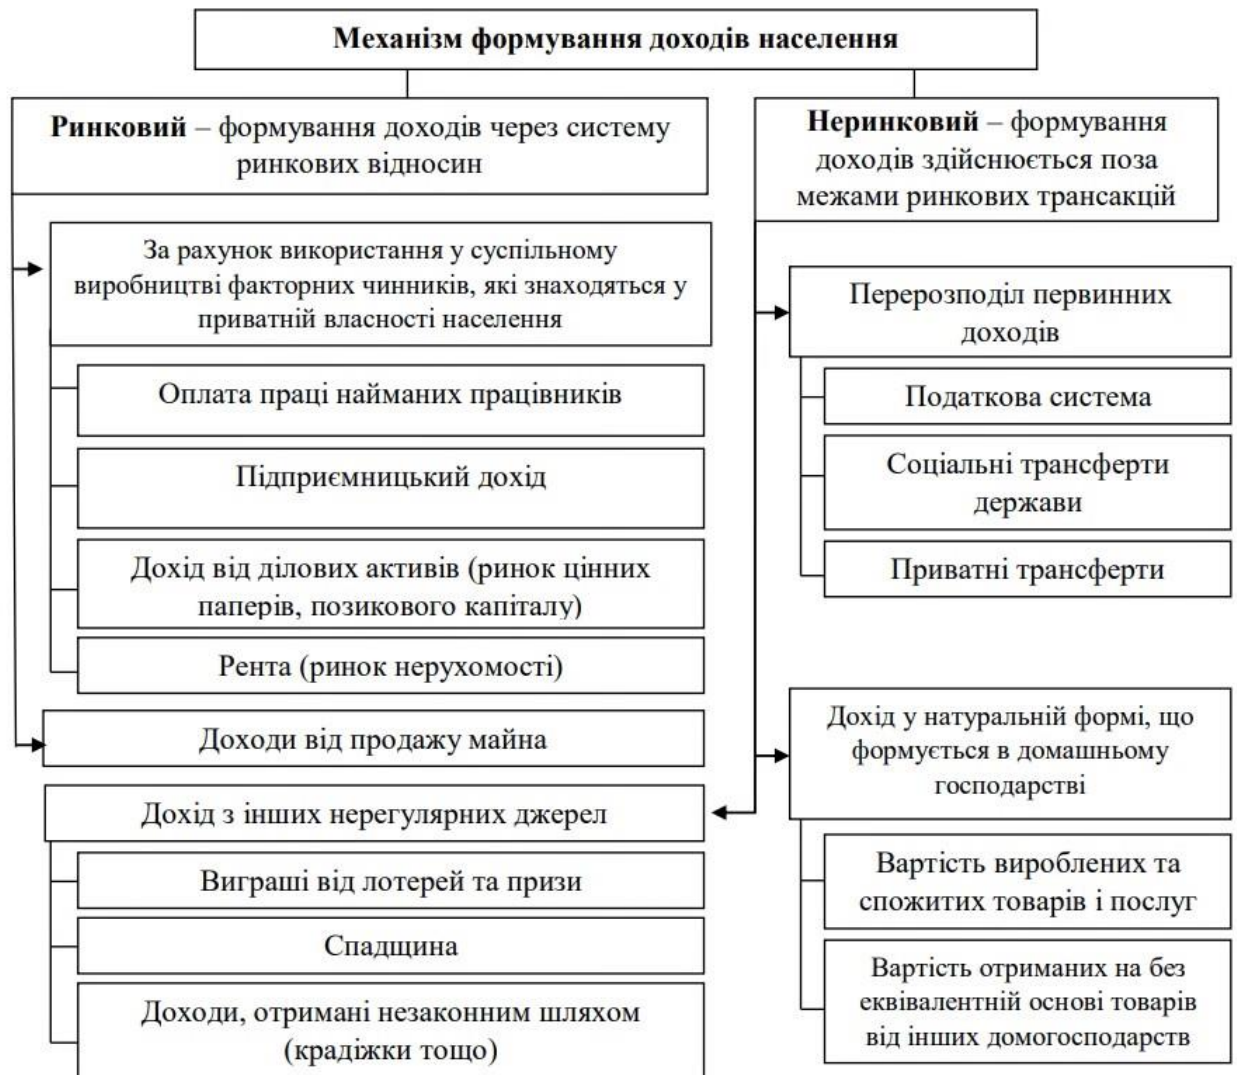 Механізм формування доходів населення
Ринковий – формування доходів через систему
ринкових відносин
За рахунок використання у суспільному
виробництві факторних чинників, які знаходяться у
приватній власності населення
Оплата праці найманих працівників
Підприємницький дохід
Дохід від ділових активів (ринок цінних
паперів, позикового капіталу)
Рента (ринок нерухомості)
Доходи від продажу майна
Дохід з інших нерегулярних джерел
Виграші від лотерей та призи
Спадщина
Доходи, отримані незаконним шляхом
(крадіжки тощо)
Неринковий – формування
доходів здійснюється поза
межами ринкових трансакцій
Перерозподіл первинних
доходів
Податкова система
Соціальні трансферти
держави
Приватні трансферти
Дохід у натуральній формі, що
формується в домашньому
господарстві
Вартість вироблених та
спожитих товарів і послуг
Вартість отриманих на без
еквівалентній основі товарів
від інших домогосподарств